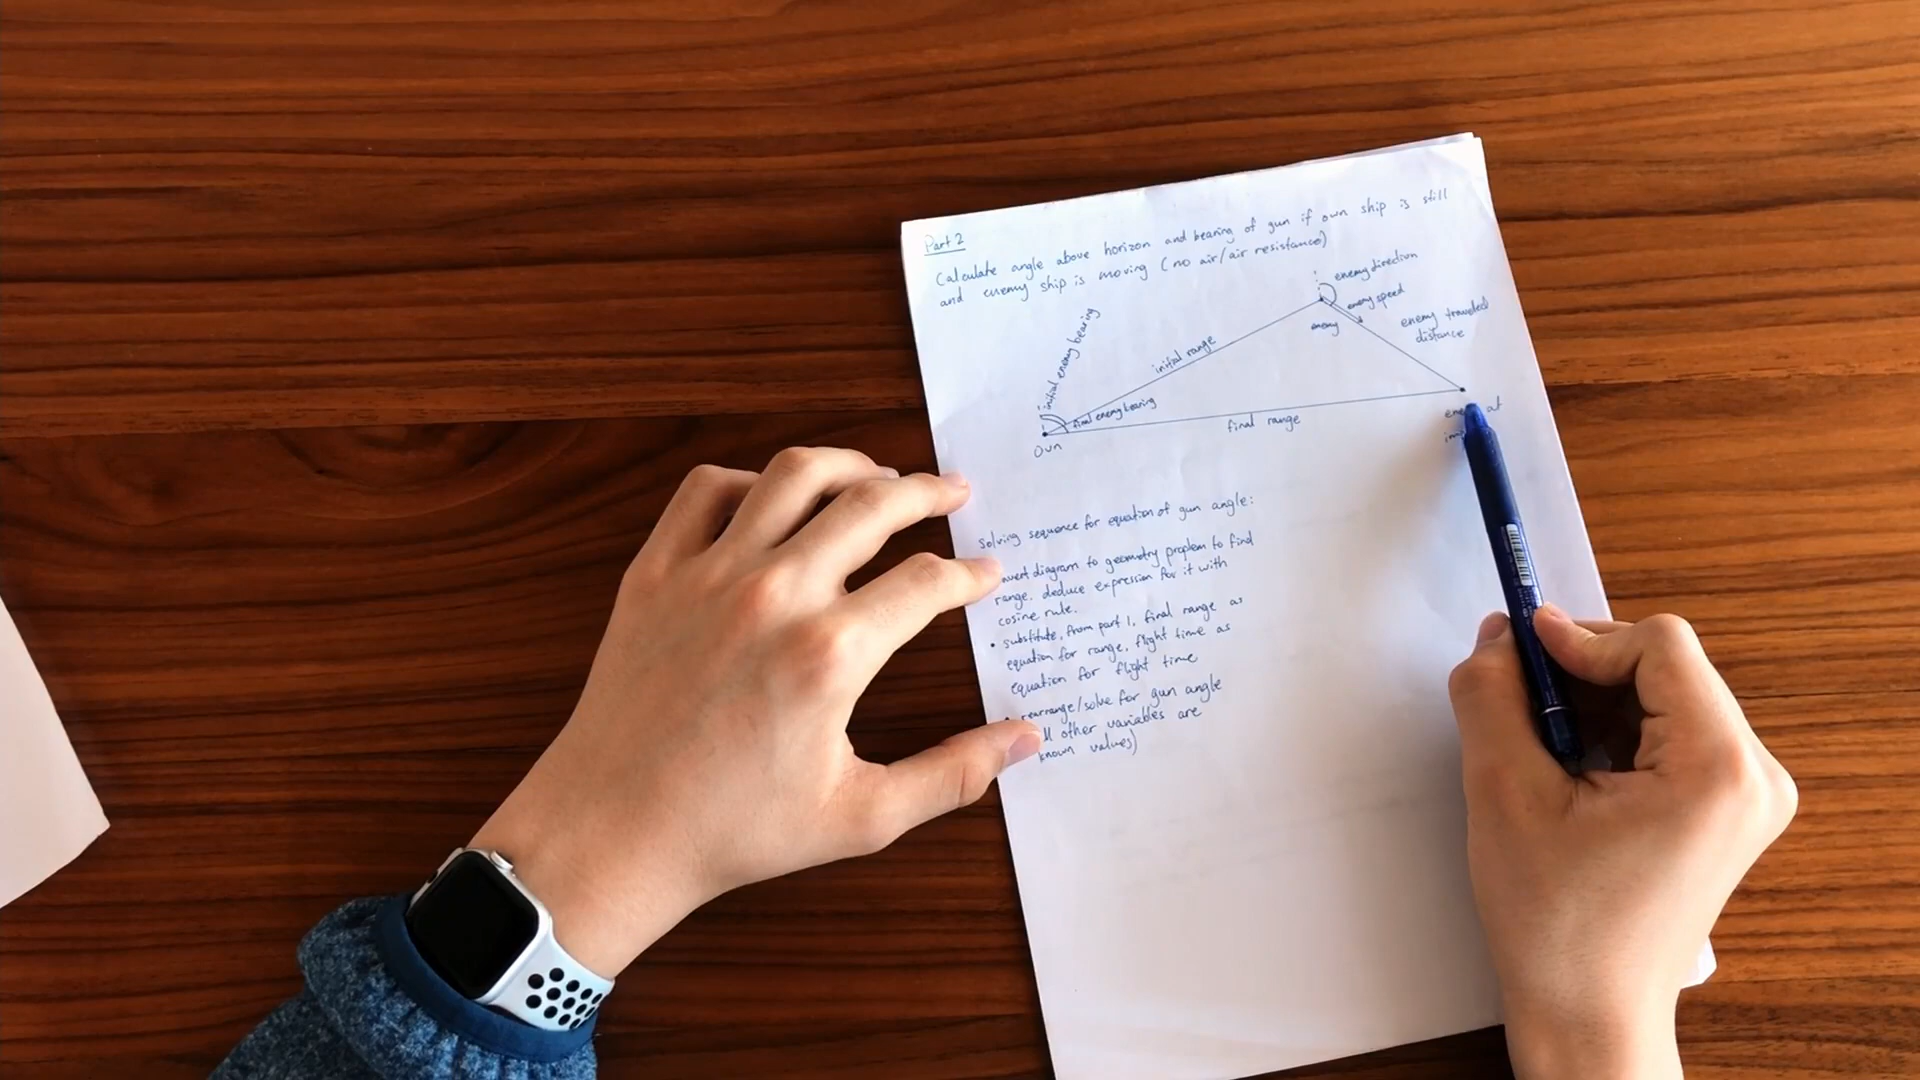 Part 2
Calculate angle above horizon and bearing of gun if own ship is still
and enemy ship is moving (no air/air resistance)
enemy direction
enemy speed
enemy
enemy traveled
distance
initial enemy bearing
initial range
final enemy bearing
final range
own
at
Solving sequence for equation of gun angle:
diagram to geometry problem to find
range. deduce expression for it with
cosine rule.
• substitute, from part 1, final range as
equation for range, flight time as
equation for flight time
• rearrange/solve for gun angle
other variables are
known values)